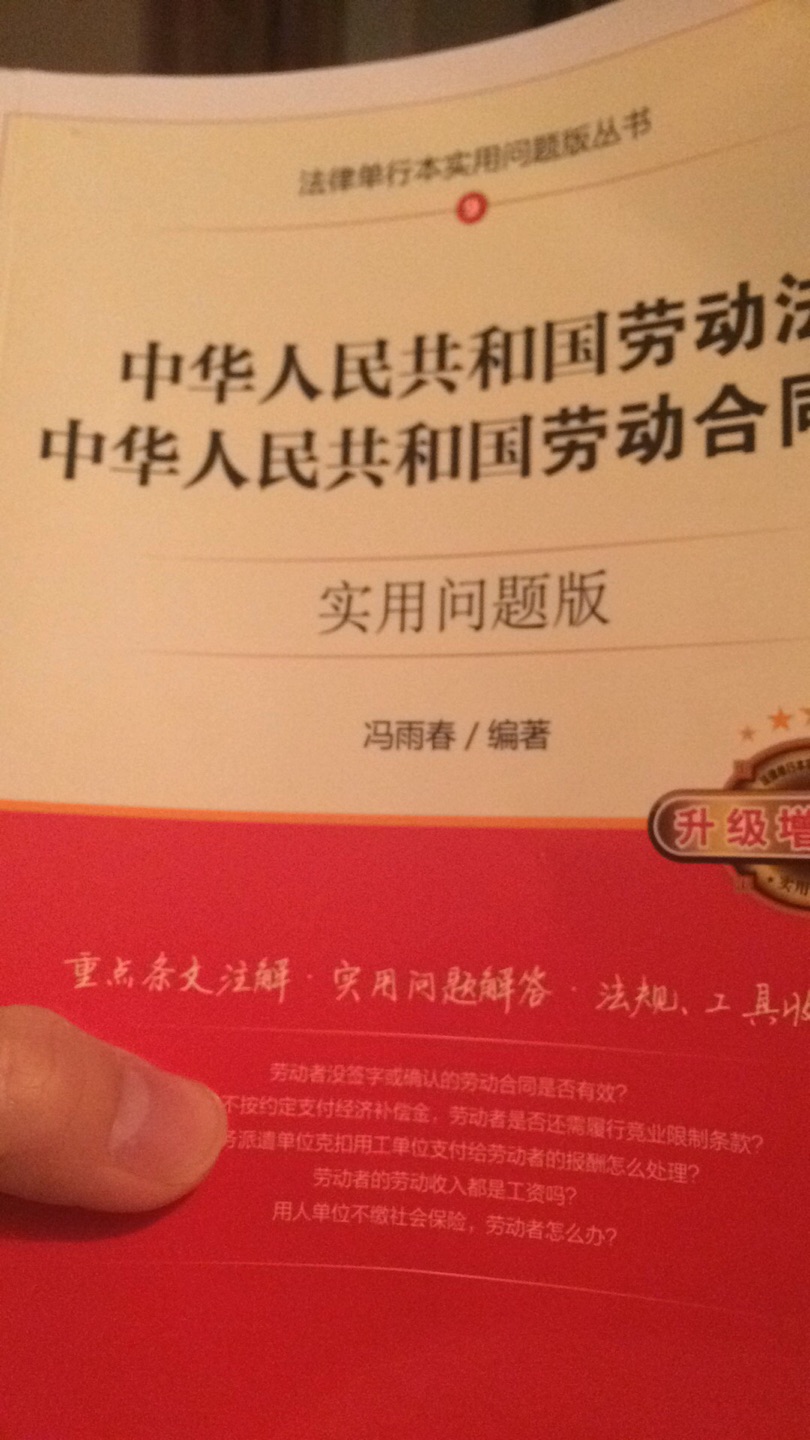 法律单行本实用问题版丛书
9
中华人民共和国劳动法
中华人民共和国劳动合同
实用问题版
冯雨春 / 编著
升级增
实用
重点条文注解 · 实用问题解答 · 法规、工具收
劳动者没签字或确认的劳动合同是否有效?
不按约定支付经济补偿金，劳动者是否还需履行竞业限制条款?
务派遣单位克扣用工单位支付给劳动者的报酬怎么处理?
劳动者的劳动收入都是工资吗?
用人单位不缴社会保险，劳动者怎么办?